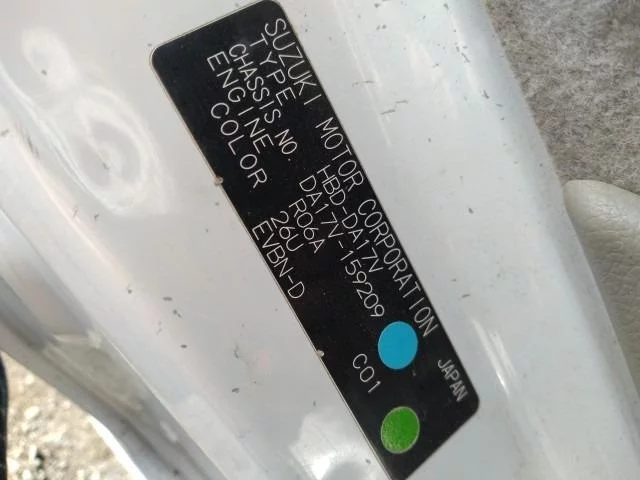 SUZUKI MOTOR CORPORATION JAPAN
TYPE HBD-DA17V
CHASSIS NO. DA17V-159209
ENGINE R06A
COLOR 26U C01
EVBN-D